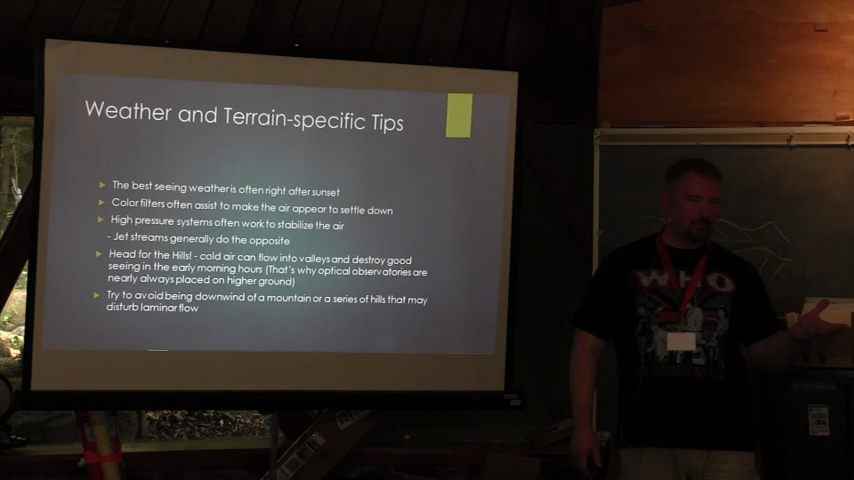 Weather and Terrain-specific Tips
The best seeing weather is often right after sunset
Color filters often assist to make the air appear to settle down
High pressure systems often work to stabilize the air
- Jet streams generally do the opposite
Head for the Hills! - cold air can flow into valleys and destroy good
seeing in the early morning hours (That's why optical observatories are
nearly always placed on higher ground)
Try to avoid being downwind of a mountain or a series of hills that may
disturb laminar flow
WHO